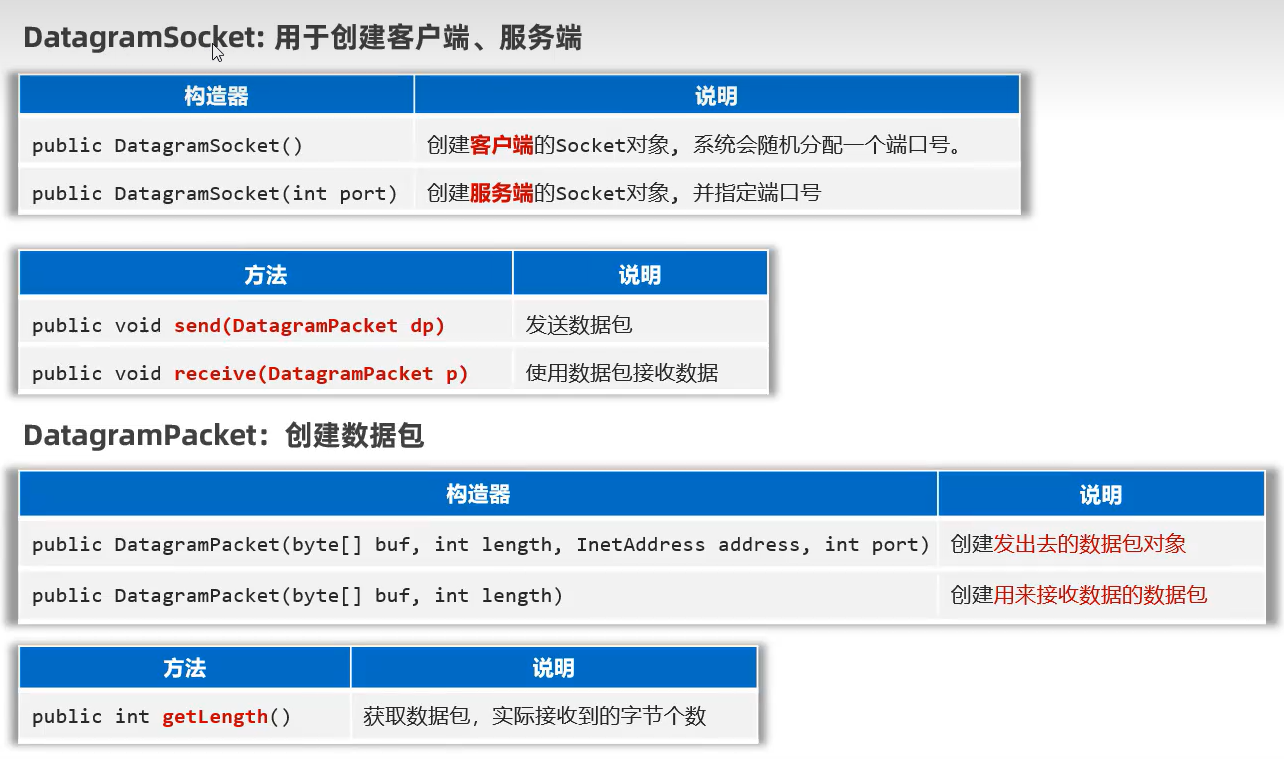 DatagramSocket: 用于创建客户端、服务端
构造器 说明
public DatagramSocket() 创建客户端的Socket对象, 系统会随机分配一个端口号。
public DatagramSocket(int port) 创建服务端的Socket对象, 并指定端口号
方法 说明
public void send(DatagramPacket dp) 发送数据包
public void receive(DatagramPacket p) 使用数据包接收数据
DatagramPacket：创建数据包
构造器 说明
public DatagramPacket(byte[] buf, int length, InetAddress address, int port) 创建发出去的数据包对象
public DatagramPacket(byte[] buf, int length) 创建用来接收数据的数据包
方法 说明
public int getLength() 获取数据包，实际接收到的字节个数